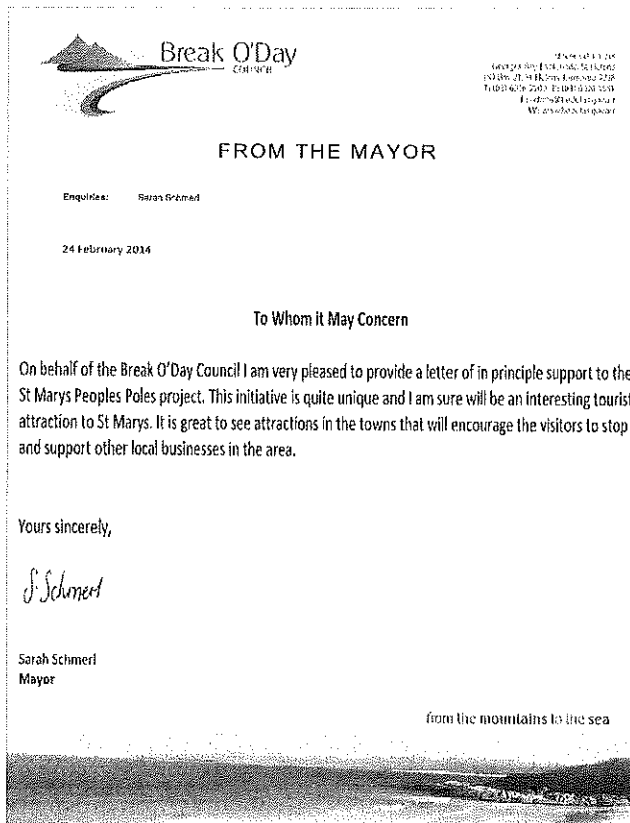 Break O'Day
COUNCIL
FROM THE MAYOR
Enquiries: Sarah Schmerl
24 February 2014
To Whom it May Concern
On behalf of the Break O'Day Council I am very pleased to provide a letter of in principle support to the
St Marys Peoples Poles project. This initiative is quite unique and I am sure will be an interesting tourist
attraction to St Marys. It is great to see attractions in the towns that will encourage the visitors to stop
and support other local businesses in the area.
Yours sincerely,
S Schmerl
Sarah Schmerl
Mayor
from the mountains to the sea